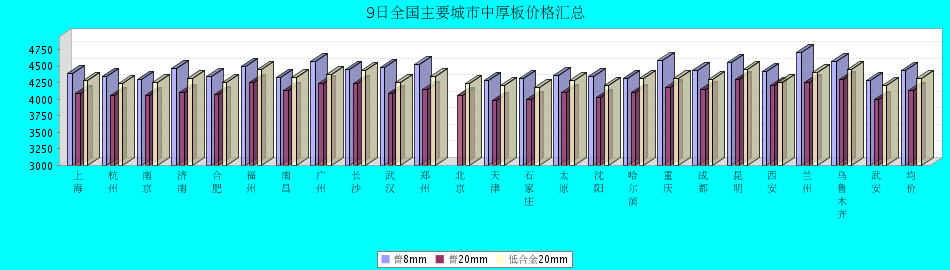 9日全国主要城市中厚板价格汇总
4750
4500
4250
4000
3750
3500
3250
3000
上海
杭州
南京
济南
合肥
福州
南昌
广州
长沙
武汉
郑州
北京
天津
石家庄
太原
沈阳
哈尔滨
重庆
成都
昆明
西安
兰州
乌鲁木齐
武安
均价
普8mm 普20mm 低合金20mm